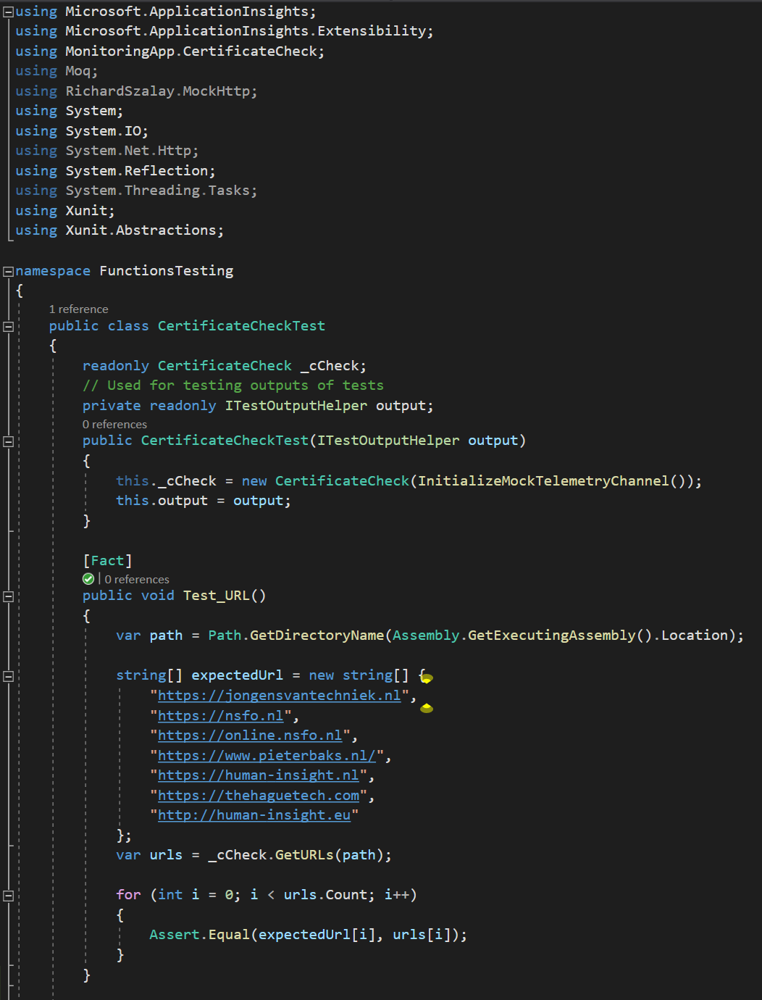 using Microsoft.ApplicationInsights;
using Microsoft.ApplicationInsights.Extensibility;
using MonitoringApp.CertificateCheck;
using Moq;
using RichardSzalay.MockHttp;
using System;
using System.IO;
using System.Net.Http;
using System.Reflection;
using System.Threading.Tasks;
using Xunit;
using Xunit.Abstractions;
namespace FunctionsTesting
{
1 reference
public class CertificateCheckTest
{
readonly CertificateCheck _cCheck;
// Used for testing outputs of tests
private readonly ITestOutputHelper output;
0 references
public CertificateCheckTest(ITestOutputHelper output)
{
this._cCheck = new CertificateCheck(InitializeMockTelemetryChannel());
this.output = output;
}
[Fact]
| 0 references
public void Test_URL()
{
var path = Path.GetDirectoryName(Assembly.GetExecutingAssembly().Location);
string[] expectedUrl = new string[] {
"https://jongensvantechniek.nl",
"https://nsfo.nl",
"https://online.nsfo.nl",
"https://www.pieterbaks.nl/",
"https://human-insight.nl",
"https://thehaguetech.com",
"http://human-insight.eu"
};
var urls = _cCheck.GetURLs(path);
for (int i = 0; i < urls.Count; i++)
{
Assert.Equal(expectedUrl[i], urls[i]);
}
}